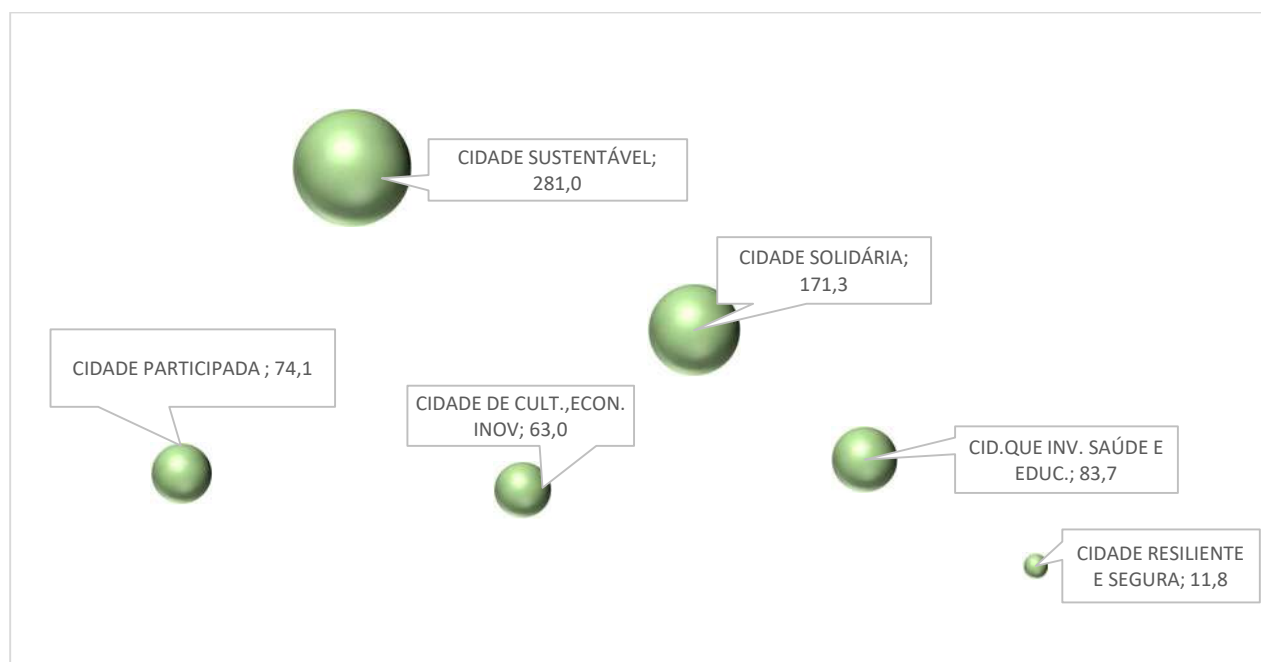 CIDADE SUSTENTÁVEL;
281,0
CIDADE SOLIDÁRIA;
171,3
CIDADE PARTICIPADA ; 74,1
CIDADE DE CULT.,ECON.
INOV; 63,0
CID.QUE INV. SAÚDE E
EDUC.; 83,7
CIDADE RESILIENTE
E SEGURA; 11,8